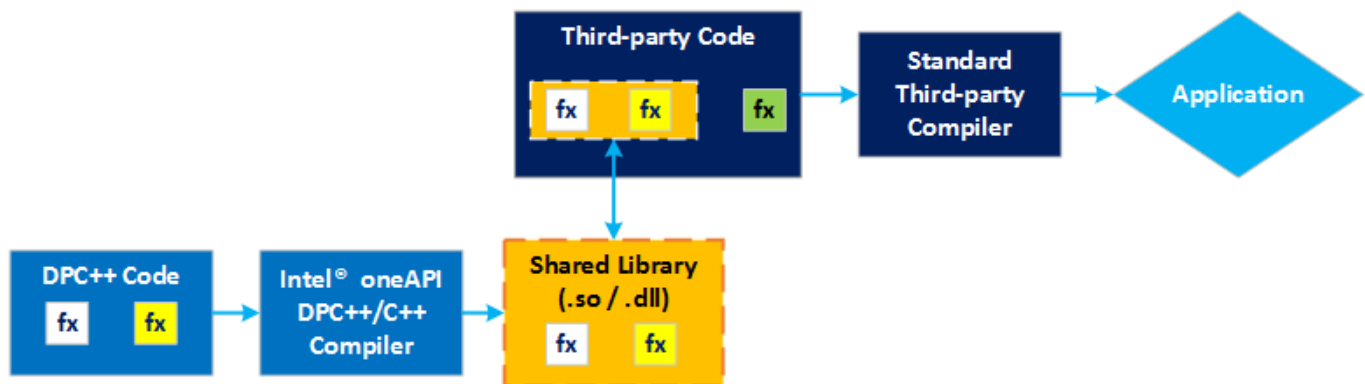 Third-party Code
fx
fx
fx
Standard
Third-party
Compiler
Application
DPC++ Code
fx
fx
Intel® oneAPI
DPC++/C++
Compiler
Shared Library
(.so / .dll)
fx
fx